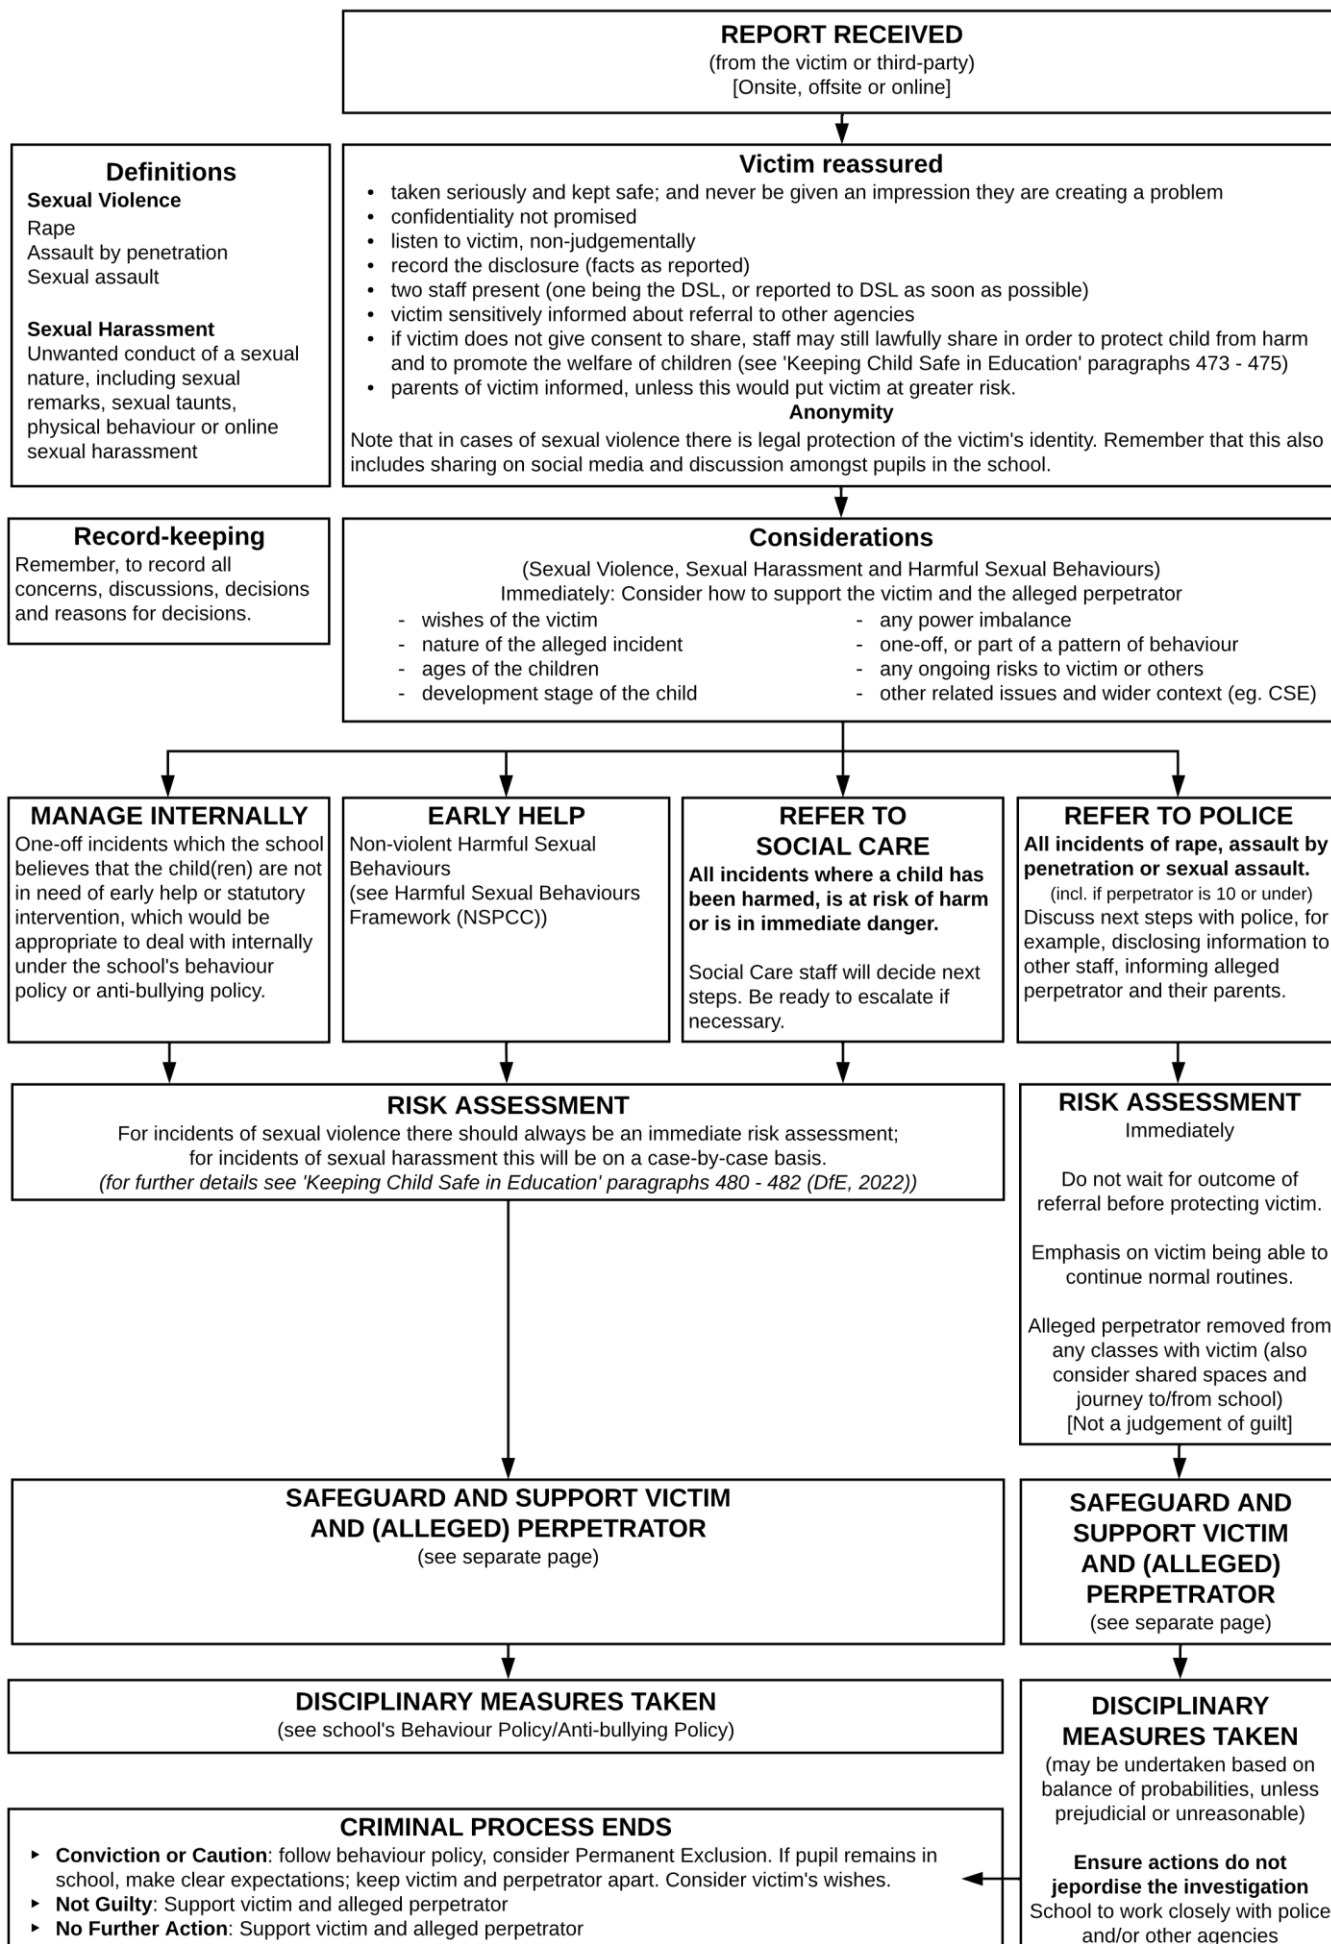 REPORT RECEIVED
(from the victim or third-party)
[Onsite, offsite or online]
Definitions
Sexual Violence
Rape
Assault by penetration
Sexual assault
Sexual Harassment
Unwanted conduct of a sexual
nature, including sexual
remarks, sexual taunts,
physical behaviour or online
sexual harassment
Victim reassured
• taken seriously and kept safe; and never be given an impression they are creating a problem
• confidentiality not promised
• listen to victim, non-judgementally
• record the disclosure (facts as reported)
• two staff present (one being the DSL, or reported to DSL as soon as possible)
• victim sensitively informed about referral to other agencies
• if victim does not give consent to share, staff may still lawfully share in order to protect child from harm
and to promote the welfare of children (see 'Keeping Child Safe in Education' paragraphs 473 - 475)
• parents of victim informed, unless this would put victim at greater risk.
Anonymity
Note that in cases of sexual violence there is legal protection of the victim's identity. Remember that this also
includes sharing on social media and discussion amongst pupils in the school.
Record-keeping
Remember, to record all
concerns, discussions, decisions
and reasons for decisions.
Considerations
(Sexual Violence, Sexual Harassment and Harmful Sexual Behaviours)
Immediately: Consider how to support the victim and the alleged perpetrator
- wishes of the victim
- nature of the alleged incident
- ages of the children
- development stage of the child
- any power imbalance
- one-off, or part of a pattern of behaviour
- any ongoing risks to victim or others
- other related issues and wider context (eg. CSE)
MANAGE INTERNALLY
One-off incidents which the school
believes that the child(ren) are not
in need of early help or statutory
intervention, which would be
appropriate to deal with internally
under the school's behaviour
policy or anti-bullying policy.
EARLY HELP
Non-violent Harmful Sexual
Behaviours
(see Harmful Sexual Behaviours
Framework (NSPCC))
REFER TO
SOCIAL CARE
All incidents where a child has
been harmed, is at risk of harm
or is in immediate danger.
Social Care staff will decide next
steps. Be ready to escalate if
necessary.
REFER TO POLICE
All incidents of rape, assault by
penetration or sexual assault.
(incl. if perpetrator is 10 or under)
Discuss next steps with police, for
example, disclosing information to
other staff, informing alleged
perpetrator and their parents.
RISK ASSESSMENT
For incidents of sexual violence there should always be an immediate risk assessment;
for incidents of sexual harassment this will be on a case-by-case basis.
(for further details see 'Keeping Child Safe in Education' paragraphs 480 - 482 (DfE, 2022))
RISK ASSESSMENT
Immediately
Do not wait for outcome of
referral before protecting victim.
Emphasis on victim being able to
continue normal routines.
Alleged perpetrator removed from
any classes with victim (also
consider shared spaces and
journey to/from school)
[Not a judgement of guilt]
SAFEGUARD AND SUPPORT VICTIM
AND (ALLEGED) PERPETRATOR
(see separate page)
SAFEGUARD AND
SUPPORT VICTIM
AND (ALLEGED)
PERPETRATOR
(see separate page)
DISCIPLINARY MEASURES TAKEN
(see school's Behaviour Policy/Anti-bullying Policy)
DISCIPLINARY
MEASURES TAKEN
(may be undertaken based on
balance of probabilities, unless
prejudicial or unreasonable)
Ensure actions do not
jepordise the investigation
School to work closely with police
and/or other agencies
CRIMINAL PROCESS ENDS
▸ Conviction or Caution: follow behaviour policy, consider Permanent Exclusion. If pupil remains in
school, make clear expectations; keep victim and perpetrator apart. Consider victim's wishes.
▸ Not Guilty: Support victim and alleged perpetrator
▸ No Further Action: Support victim and alleged perpetrator